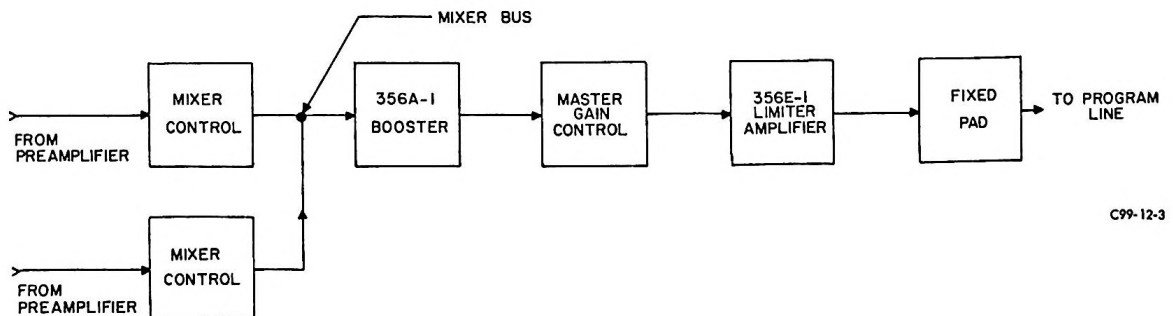 MIXER BUS
FROM
PREAMPLIFIER
MIXER
CONTROL
356A-1
BOOSTER
MASTER
GAIN
CONTROL
356E-1
LIMITER
AMPLIFIER
FIXED
PAD
TO PROGRAM
LINE
C99-12-3
FROM
PREAMPLIFIER
MIXER
CONTROL